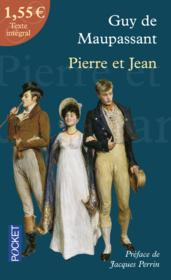 1,55€
Texte
intégral
Guy de
Maupassant
Pierre et Jean
POCKET
Préface de
Jacques Perrin